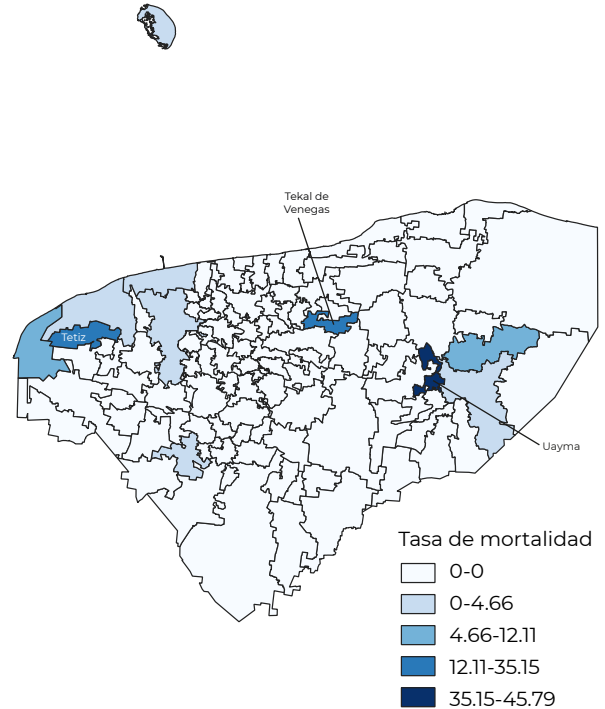 Tekal de
Venegas
Tetiz
Uayma
Tasa de mortalidad
0-0
0-4.66
4.66-12.11
12.11-35.15
35.15-45.79